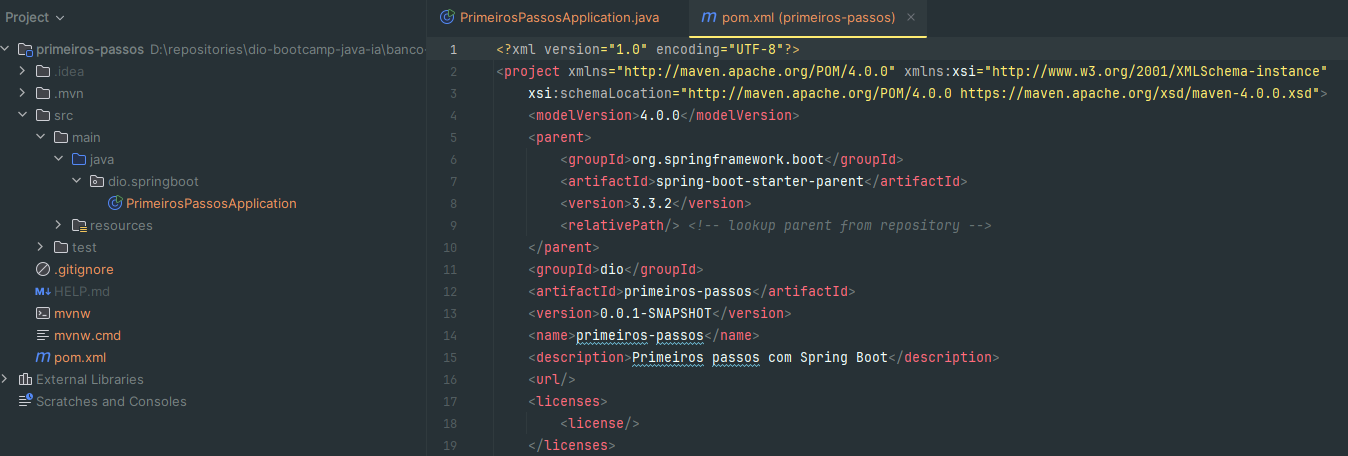 Project
primeiros-passos D:\repositories\dio-bootcamp-java-ia\banco-
.idea
.mvn
src
main
java
dio.springboot
PrimeirosPassosApplication
resources
test
.gitignore
HELP.md
mvnw
mvnw.cmd
pom.xml
External Libraries
Scratches and Consoles
PrimeirosPassosApplication.java
pom.xml (primeiros-passos)
1 <?xml version="1.0" encoding="UTF-8"?>
2 <project xmlns="http://maven.apache.org/POM/4.0.0" xmlns:xsi="http://www.w3.org/2001/XMLSchema-instance"
3 xsi:schemaLocation="http://maven.apache.org/POM/4.0.0 https://maven.apache.org/xsd/maven-4.0.0.xsd">
4 <modelVersion>4.0.0</modelVersion>
5 <parent>
6 <groupId>org.springframework.boot</groupId>
7 <artifactId>spring-boot-starter-parent</artifactId>
8 <version>3.3.2</version>
9 <relativePath/> <!-- lookup parent from repository -->
10 </parent>
11 <groupId>dio</groupId>
12 <artifactId>primeiros-passos</artifactId>
13 <version>0.0.1-SNAPSHOT</version>
14 <name>primeiros-passos</name>
15 <description>Primeiros passos com Spring Boot</description>
16 <url/>
17 <licenses>
18 <license/>
19 </licenses>